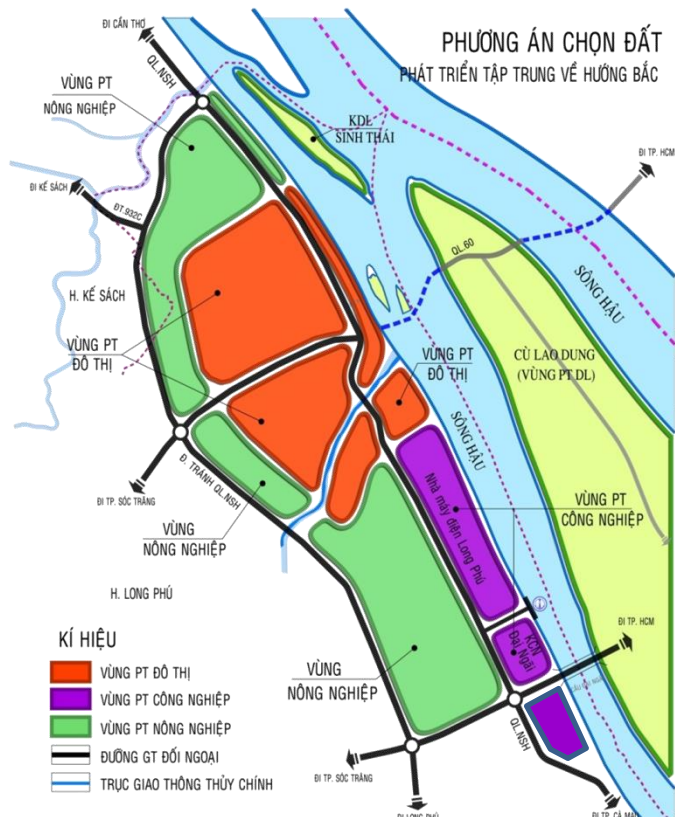 PHƯƠNG ÁN CHỌN ĐẤT
PHÁT TRIỂN TẬP TRUNG VỀ HƯỚNG BẮC
ĐI CẦN THƠ
QL.NSH
VÙNG PT
NÔNG NGHIỆP
KDL
SINH THÁI
ĐI TP. HCM
ĐI KẾ SÁCH
ĐT.932C
QL.60
SÔNG HẬU
H. KẾ SÁCH
VÙNG PT
ĐÔ THỊ
VÙNG PT
ĐÔ THỊ
CÙ LAO DUNG
(VÙNG PT DL)
SÔNG HẬU
ĐI TP. SÓC TRĂNG
Đ. TRÁNH QL.NSH
VÙNG
NÔNG NGHIỆP
Nhà máy điện Long Phú
VÙNG PT
CÔNG NGHIỆP
H. LONG PHÚ
KCN
Đại Ngãi
ĐI TP. HCM
KÍ HIỆU
VÙNG PT ĐÔ THỊ
VÙNG PT CÔNG NGHIỆP
VÙNG PT NÔNG NGHIỆP
ĐƯỜNG GT ĐỐI NGOẠI
TRỤC GIAO THÔNG THỦY CHÍNH
VÙNG
NÔNG NGHIỆP
QL.NSH
ĐI TP. SÓC TRĂNG
ĐI LONG PHÚ
ĐI TP. CÀ MAU